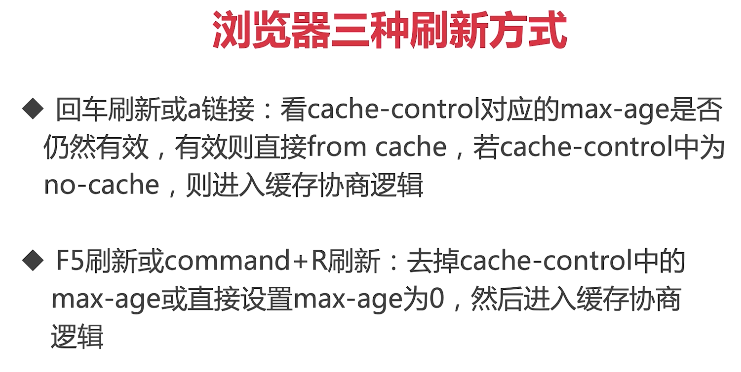 浏览器三种刷新方式
◆ 回车刷新或a链接：看cache-control对应的max-age是否
仍然有效，有效则直接from cache，若cache-control中为
no-cache，则进入缓存协商逻辑
◆ F5刷新或command+R刷新：去掉cache-control中的
max-age或直接设置max-age为0，然后进入缓存协商
逻辑